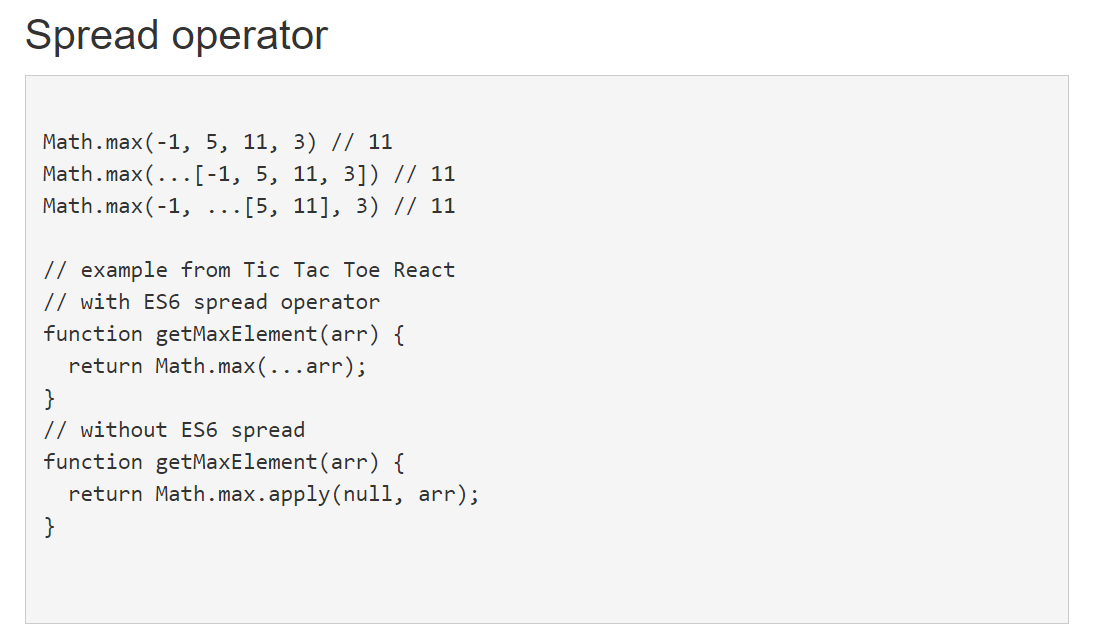 Spread operator
Math.max(-1, 5, 11, 3) // 11
Math.max(...[-1, 5, 11, 3]) // 11
Math.max(-1, ...[5, 11], 3) // 11
// example from Tic Tac Toe React
// with ES6 spread operator
function getMaxElement(arr) {
  return Math.max(...arr);
}
// without ES6 spread
function getMaxElement(arr) {
  return Math.max.apply(null, arr);
}